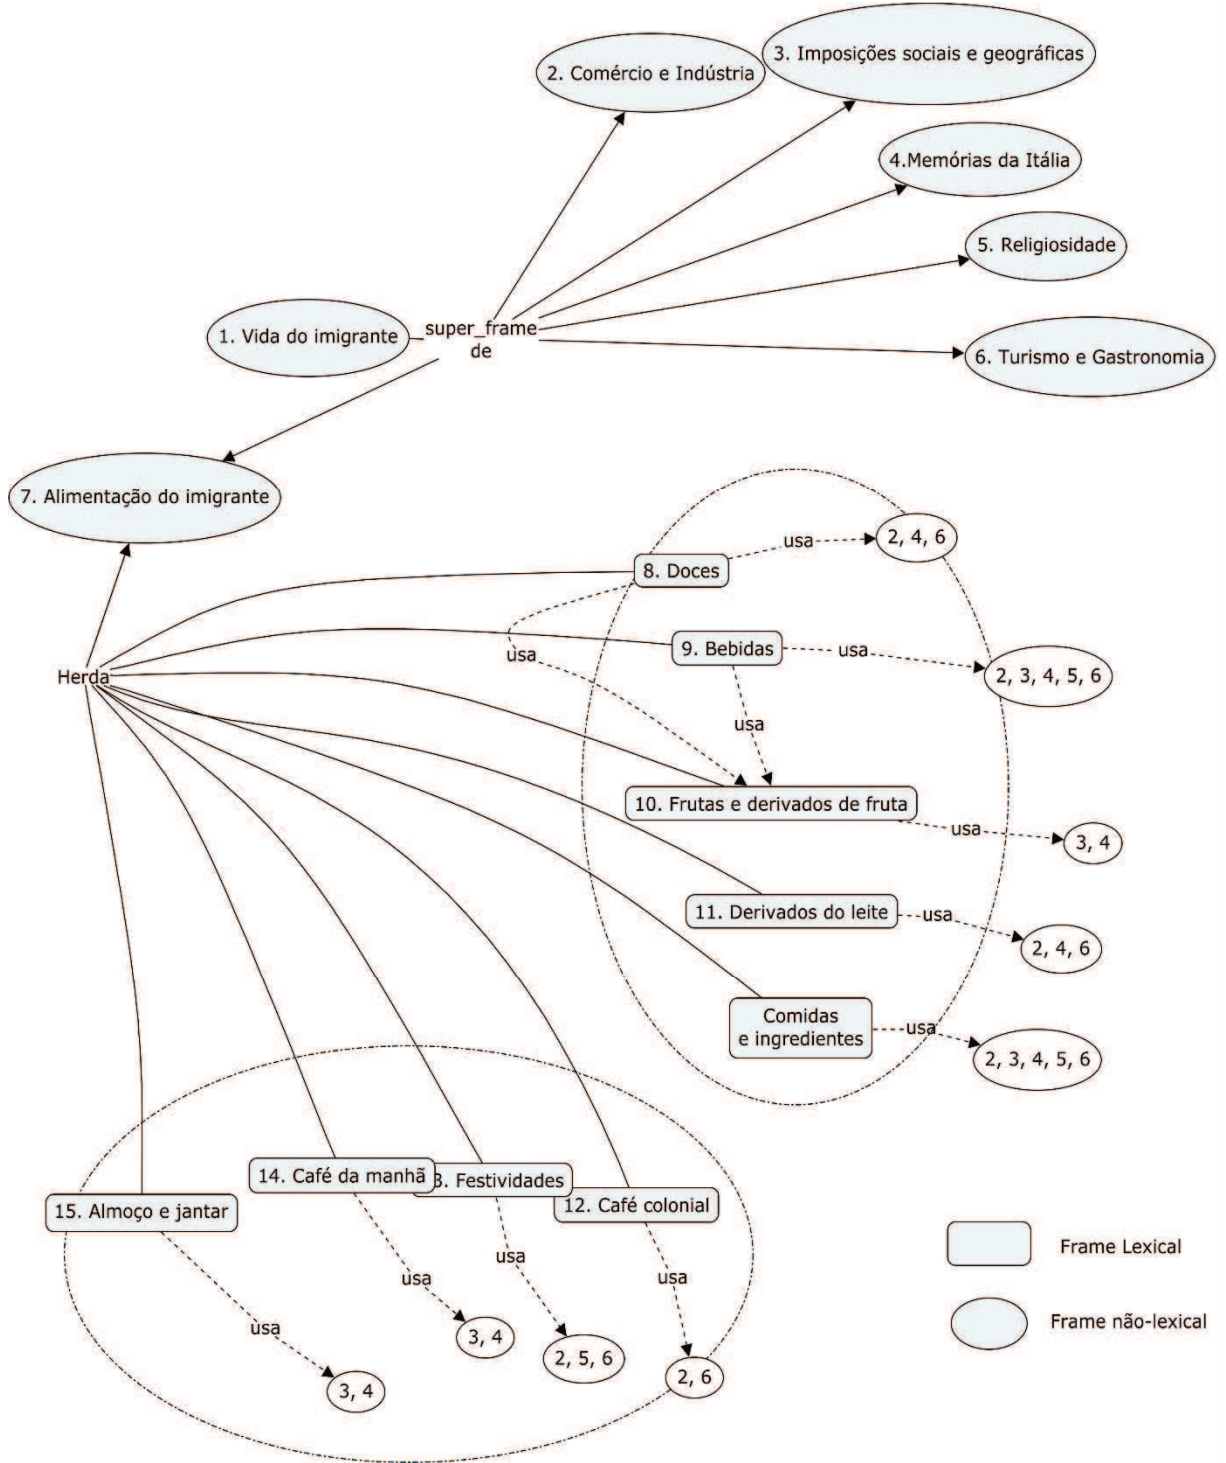 3. Imposições sociais e geográficas
2. Comércio e Indústria
4.Memórias da Itália
5. Religiosidade
1. Vida do imigrante
super_frame
de
6. Turismo e Gastronomia
7. Alimentação do imigrante
usa
2, 4, 6
8. Doces
usa
9. Bebidas
usa
2, 3, 4, 5, 6
Herda
usa
10. Frutas e derivados de fruta
usa
3, 4
11. Derivados do leite
usa
2, 4, 6
Comidas
e ingredientes
usa
2, 3, 4, 5, 6
14. Café da manhã
3. Festividades
12. Café colonial
15. Almoço e jantar
usa
usa
usa
usa
3, 4
2, 5, 6
2, 6
3, 4
Frame Lexical
Frame não-lexical